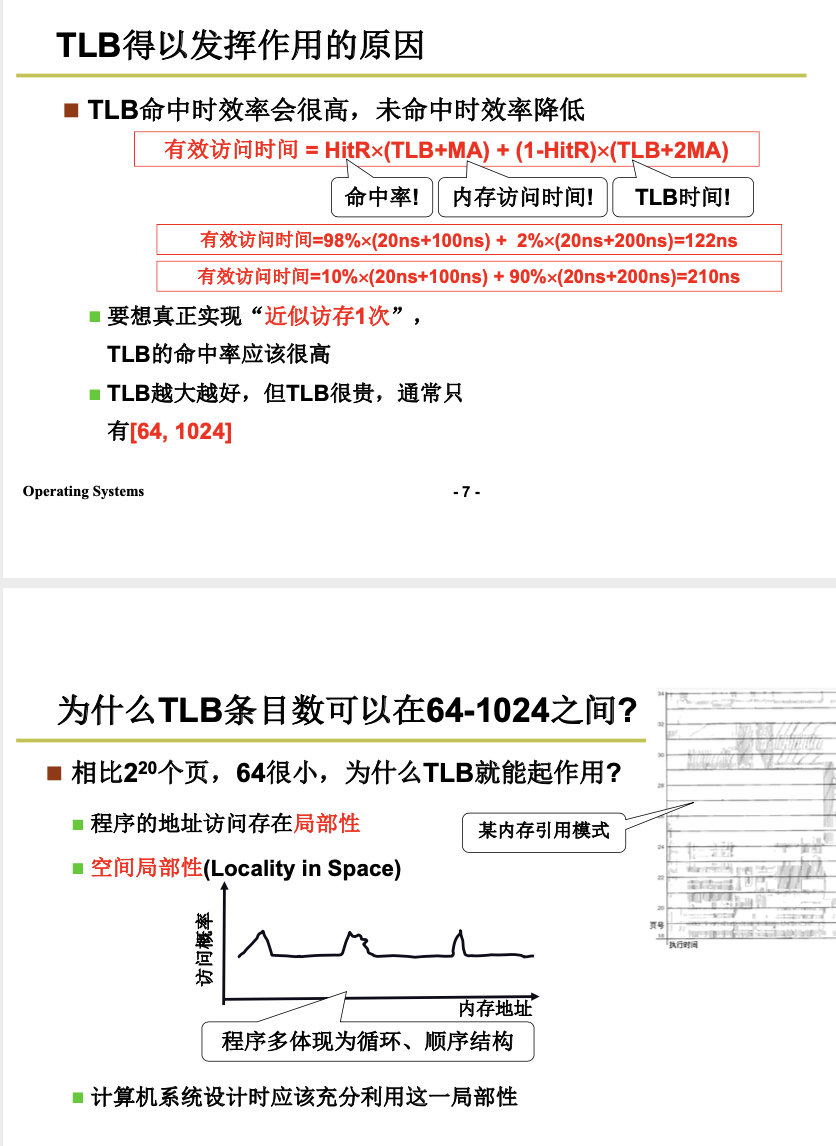 TLB得以发挥作用的原因
TLB命中时效率会很高，未命中时效率降低
有效访问时间 = HitR×(TLB+MA) + (1-HitR)×(TLB+2MA)
命中率!
内存访问时间!
TLB时间!
有效访问时间=98%×(20ns+100ns) + 2%×(20ns+200ns)=122ns
有效访问时间=10%×(20ns+100ns) + 90%×(20ns+200ns)=210ns
要想真正实现“近似访存1次”，
TLB的命中率应该很高
TLB越大越好，但TLB很贵，通常只
有[64, 1024]
Operating Systems
- 7 -
为什么TLB条目数可以在64-1024之间?
相比2²⁰个页，64很小，为什么TLB就能起作用?
程序的地址访问存在局部性
空间局部性(Locality in Space)
访问概率
内存地址
程序多体现为循环、顺序结构
计算机系统设计时应该充分利用这一局部性
某内存引用模式
34
32
30
28
24
22
20
页号
18
执行时间